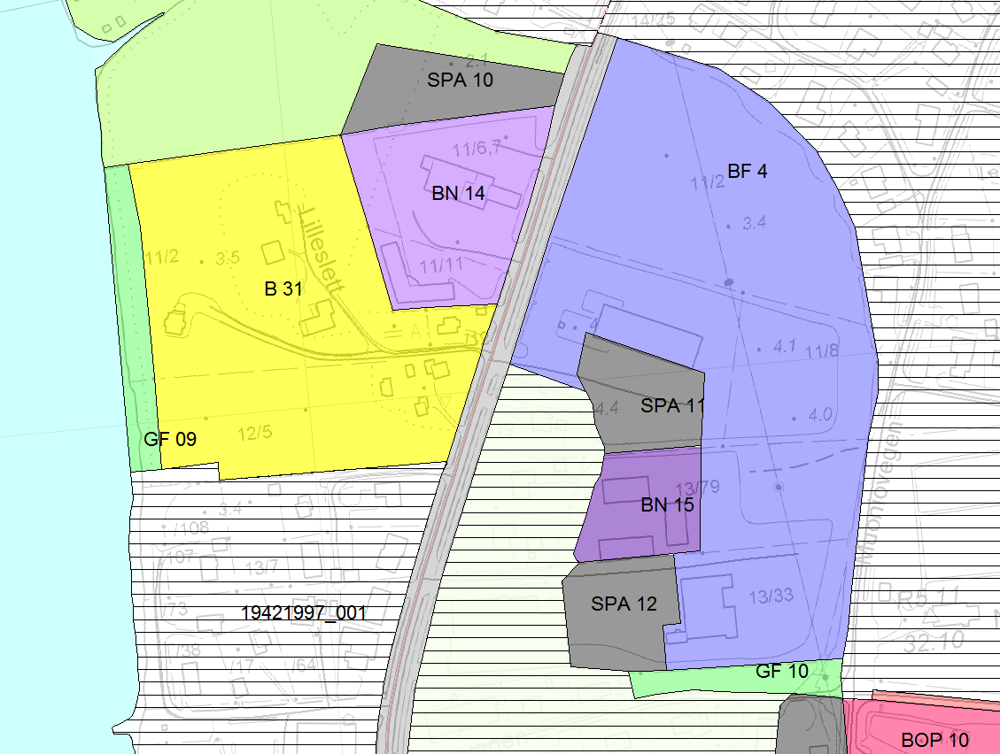 14/25
2.1
SPA 10
11/6,7
BN 14
11/2
BF 4
3.4
11/2
3.5
Lilleslett
11/11
B 31
4
4.1
11/8
4.4
SPA 11
4.0
GF 09
12/5
Muoniovegen
13/79
BN 15
3.4
/108
107
13/7
SPA 12
13/33
R5 11
32.10
/73
19421997_001
/38
/17
/64
GF 10
BOP 10